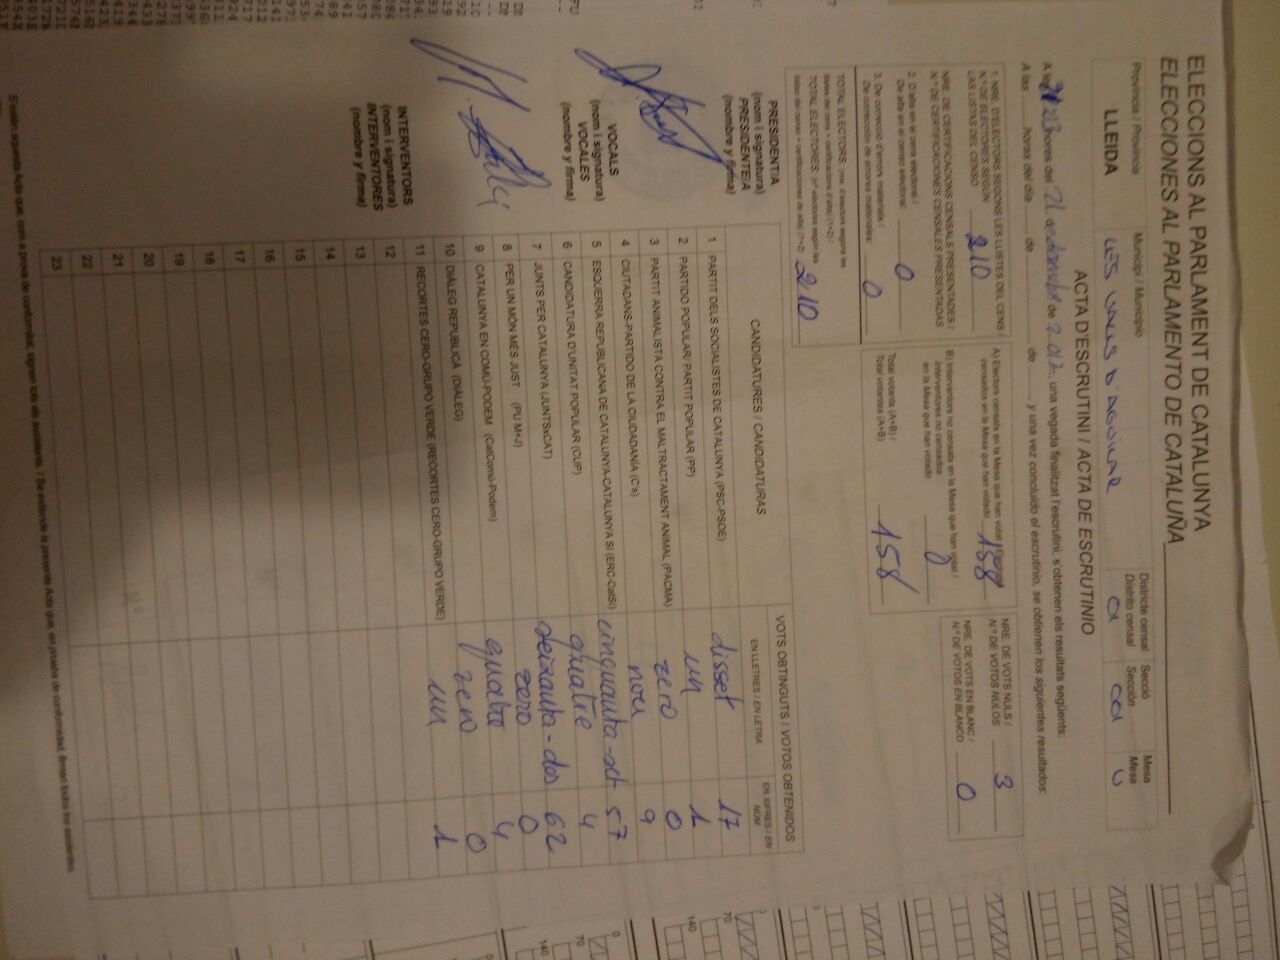 ELECCIONS AL PARLAMENT DE CATALUNYA
ELECCIONES AL PARLAMENTO DE CATALUÑA
ACTA D'ESCRUTINI / ACTA DE ESCRUTINIO
Província / Provincia
LLEIDA
Municipi / Municipio
LES VALLS D AGUILAR
Districte censal
Distrito censal
Secció
Sección
001
Mesa
Mesa
U
A les hores del 21 de desembre de 2.017 una vegada finalitzat l'escrutini, s'obtenen els resultats següents:
A las horas del día de de , y una vez concluido el escrutinio, se obtienen los siguientes resultados:
1. NRE. D'ELECTORS SEGONS LES LLISTES DEL CENS /
N.º DE ELECTORES SEGÚN
LAS LISTAS DEL CENSO 210
NRE. DE CERTIFICACIONS CENSALS PRESENTADES /
N.º DE CERTIFICACIONES CENSALES PRESENTADAS
2. D'alta en el cens electoral /
De alta en el censo electoral: 0
3. De correcció d'errors materials /
De corrección de errores materiales: 0
TOTAL ELECTORS: (nre. d'electors segons les
llistes del cens + certificacions d'alta) (1+2) /
TOTAL ELECTORES: (nº electores según las
listas del censo + certificaciones de alta) (1+2) 210
A) Electors censats en la Mesa que han votat /
censados en la Mesa que han votado 158
B) Interventors no censats en la Mesa que han votat /
Interventores no censados
en la Mesa que han votado 0
Total votants (A+B) /
Total votantes (A+B) 158
NRE. DE VOTS NULS /
N.º DE VOTOS NULOS 3
NRE. DE VOTS EN BLANC /
N.º DE VOTOS EN BLANCO 0
PRESIDENT/A
(nom i signatura)
PRESIDENTE/A
(nombre y firma)
VOCALS
(nom i signatura)
VOCALES
(nombre y firma)
INTERVENTORS
(nom i signatura)
INTERVENTORES
(nombre y firma)
CANDIDATURES / CANDIDATURAS
VOTS OBTINGUTS / VOTOS OBTENIDOS
EN LLETRES / EN LETRA
EN XIFRES / EN NÚM
1 PARTIT DELS SOCIALISTES DE CATALUNYA (PSC-PSOE) disset 17
2 PARTIDO POPULAR/ PARTIT POPULAR (PP) un 1
3 PARTIT ANIMALISTA CONTRA EL MALTRACTAMENT ANIMAL (PACMA) zero 0
4 CIUTADANS-PARTIDO DE LA CIUDADANÍA (C's) nou 9
5 ESQUERRA REPUBLICANA DE CATALUNYA-CATALUNYA SÍ (ERC-CatSí) cinquanta-set 57
6 CANDIDATURA D'UNITAT POPULAR (CUP) quatre 4
7 JUNTS PER CATALUNYA (JUNTSxCAT) seixanta-dos 62
8 PER UN MÓN MÉS JUST (PU M+J) zero 0
9 CATALUNYA EN COMÚ-PODEM (CatComú-Podem) quatre 4
10 DIÀLEG REPUBLICÀ (DIÀLEG) zero 0
11 RECORTES CERO-GRUPO VERDE (RECORTES CERO-GRUPO VERDE) un 1
12
13
14
15
16
17
18
19
20
21
22
23
S'estén aquesta Acta que, com a prova de conformitat, signen tots els assistents. / Se extiende la presente Acta que, en prueba de conformidad, firman todos los asistentes.